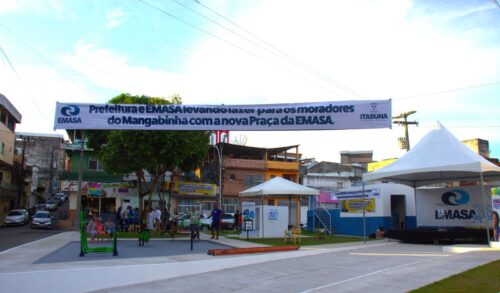 Prefeitura e EMASA levando lazer para os moradores
do Mangabinha com a nova Praça da EMASA.
EMASA
ITABUNA
EMASA